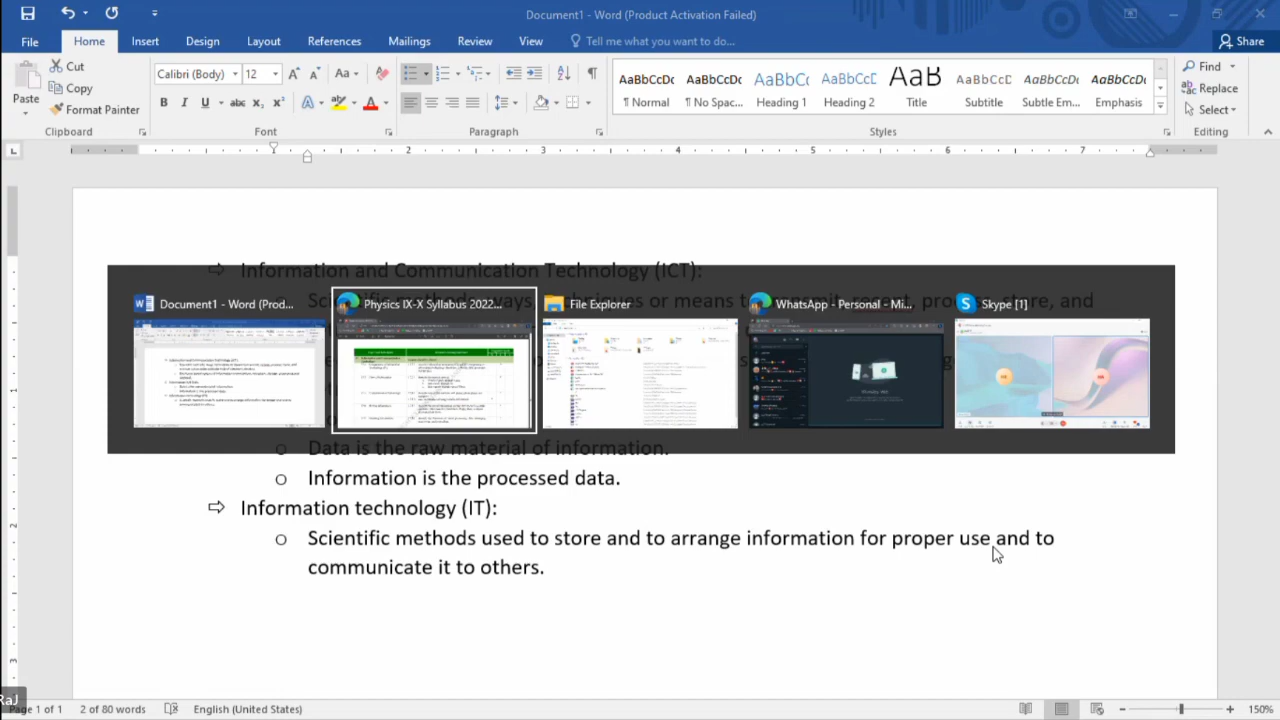 Document1 - Word (Product Activation Failed)
File Home Insert Design Layout References Mailings Review View Tell me what you want to do... Share
Cut
Copy
Format Painter
Paste
Calibri (Body) 12
AaBbCcDc AaBbCcDc AaBbCc AaBbCcC AaB AaBbCcC AaBbCcDc AaBbCcDc
¶ Normal ¶ No Spac... Heading 1 Heading 2 Title Subtitle Subtle Em... Emphasis
Find
Replace
Select
Clipboard Font Paragraph Styles Editing
Information and Communication Technology (ICT):
Document1 - Word (Prod...
Physics IX-X Syllabus 2022...
File Explorer
WhatsApp - Personal - Mi...
Skype [1]
Data is the raw material of information.
o Information is the processed data.
⇨ Information technology (IT):
o Scientific methods used to store and to arrange information for proper use and to
communicate it to others.
RaJ
Page 1 of 1 2 of 80 words English (United States) 150%